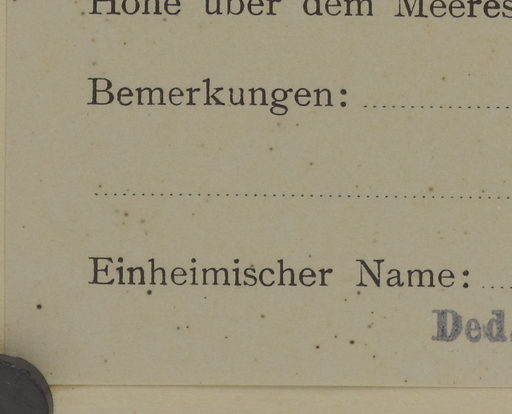 Höhe über dem Meeres
Bemerkungen:
Einheimischer Name:
Ded.